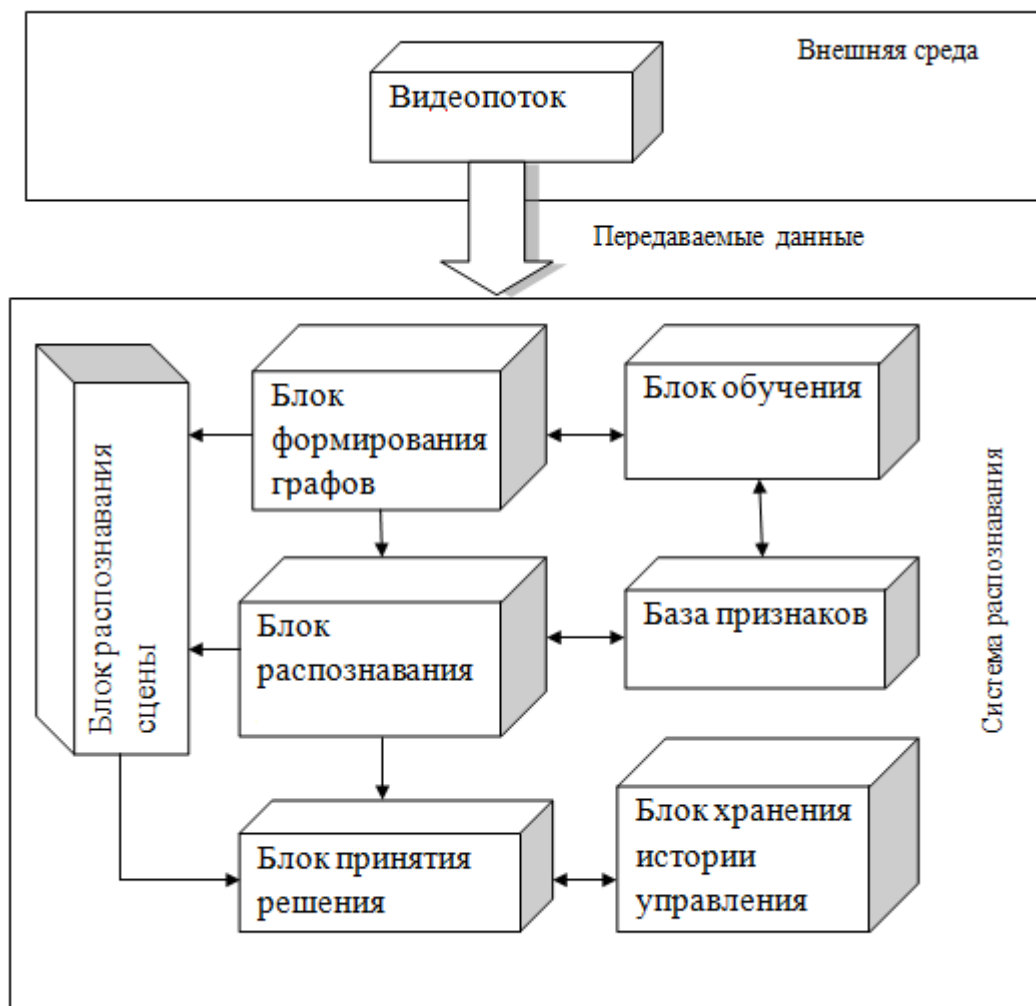 Внешняя среда
Видеопоток
Передаваемые данные
Блок
формирования
графов
Блок обучения
Блок распознавания
сцены
Блок
распознавания
База признаков
Система распознавания
Блок принятия
решения
Блок хранения
истории
управления